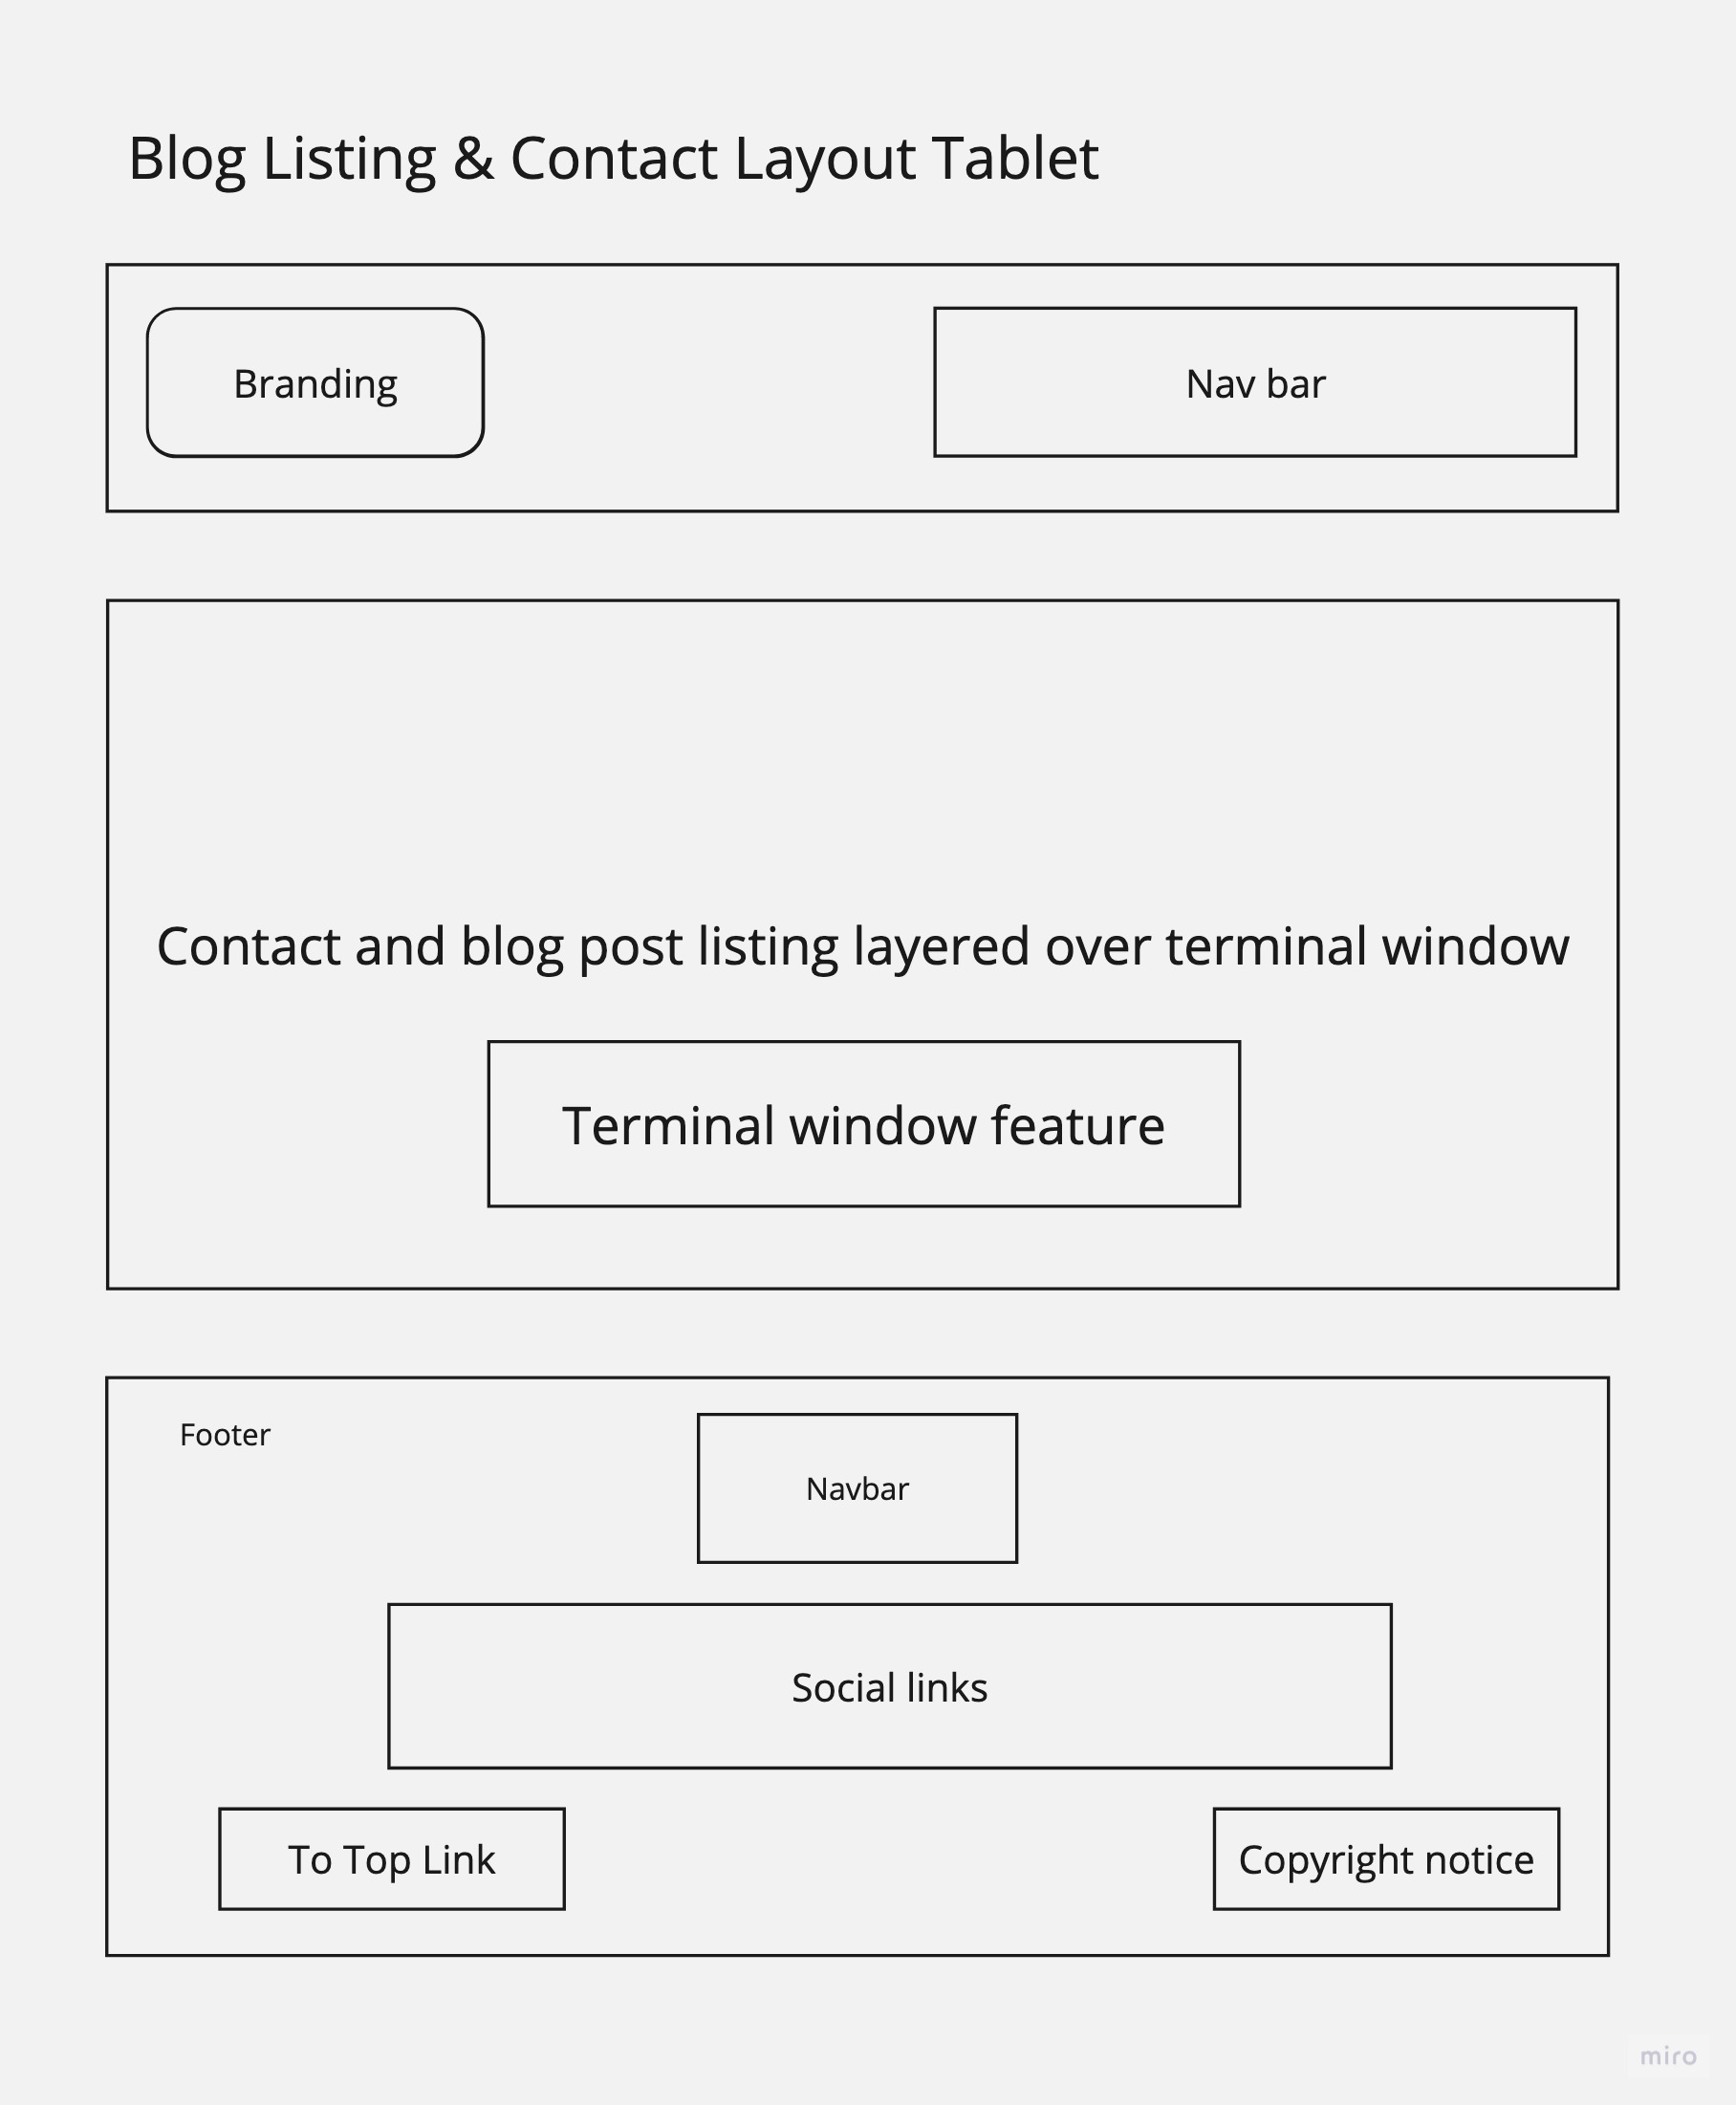 Blog Listing & Contact Layout Tablet
Branding
Nav bar
Contact and blog post listing layered over terminal window
Terminal window feature
Footer
Navbar
Social links
To Top Link
Copyright notice
miro